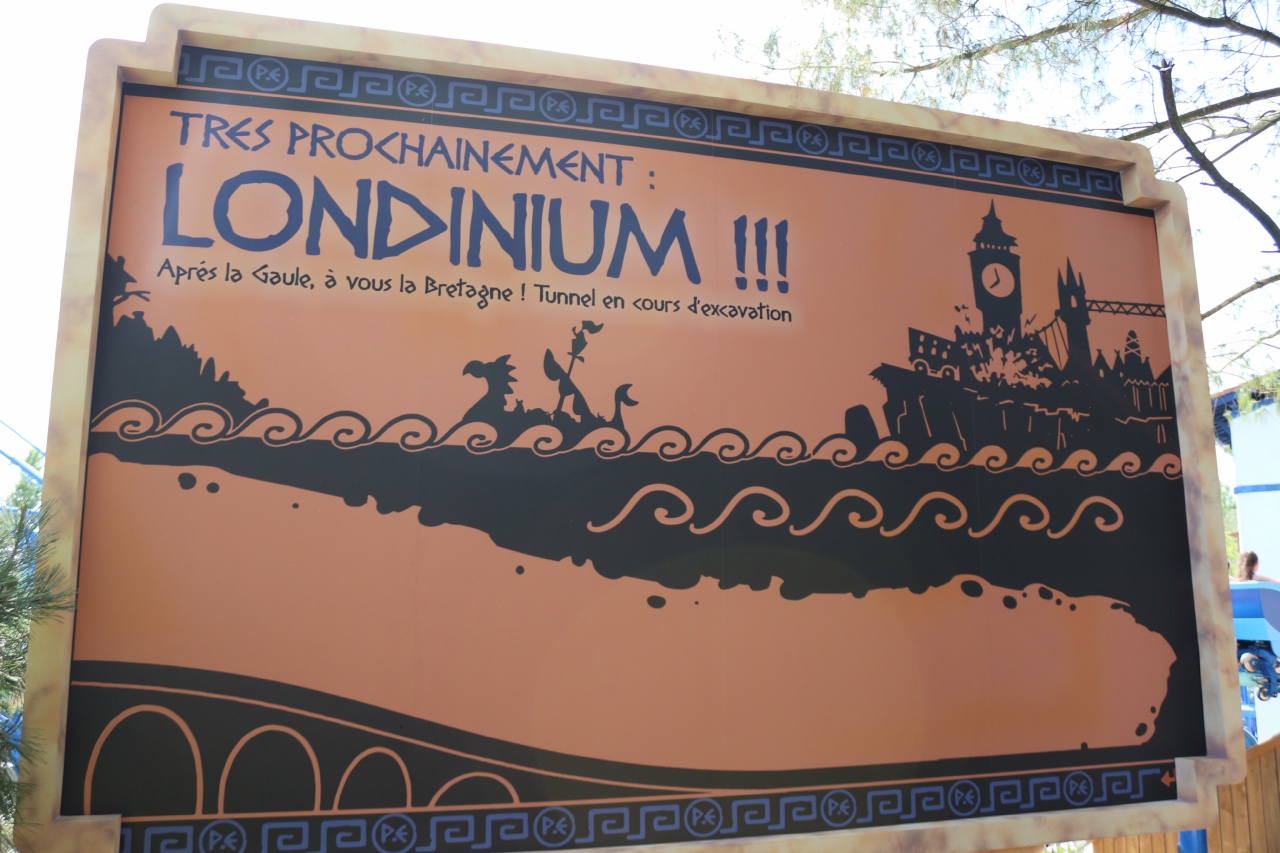 P.E P.E P.E P.E P.E P.E P.E
TRES PROCHAINEMENT :
LONDINIUM !!!
Aprés la Gaule, à vous la Bretagne ! Tunnel en cours d'excavation
P.E P.E P.E P.E P.E P.E P.E